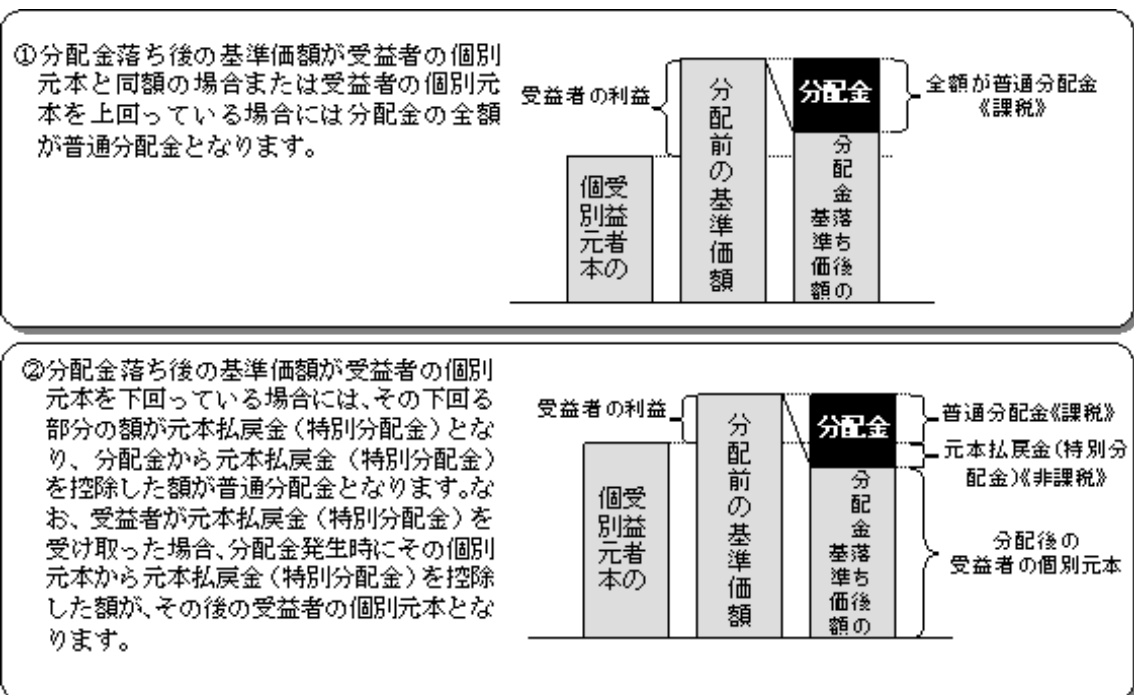 ①分配金落ち後の基準価額が受益者の個別
元本と同額の場合または受益者の個別元
本を上回っている場合には分配金の全額
が普通分配金となります。
受益者の利益
受益者の
個別元本
分配前の基準価額
分配金
分配金落ち後の
基準価額
全額が普通分配金
《課税》
②分配金落ち後の基準価額が受益者の個別
元本を下回っている場合には、その下回る
部分の額が元本払戻金(特別分配金)とな
り、分配金から元本払戻金(特別分配金)
を控除した額が普通分配金となります。な
お、受益者が元本払戻金(特別分配金)を
受け取った場合、分配金発生時にその個別
元本から元本払戻金(特別分配金)を控除
した額が、その後の受益者の個別元本とな
ります。
受益者の利益
受益者の
個別元本
分配前の基準価額
分配金
分配金落ち後の
基準価額
普通分配金《課税》
元本払戻金(特別分
配金)《非課税》
分配後の
受益者の個別元本